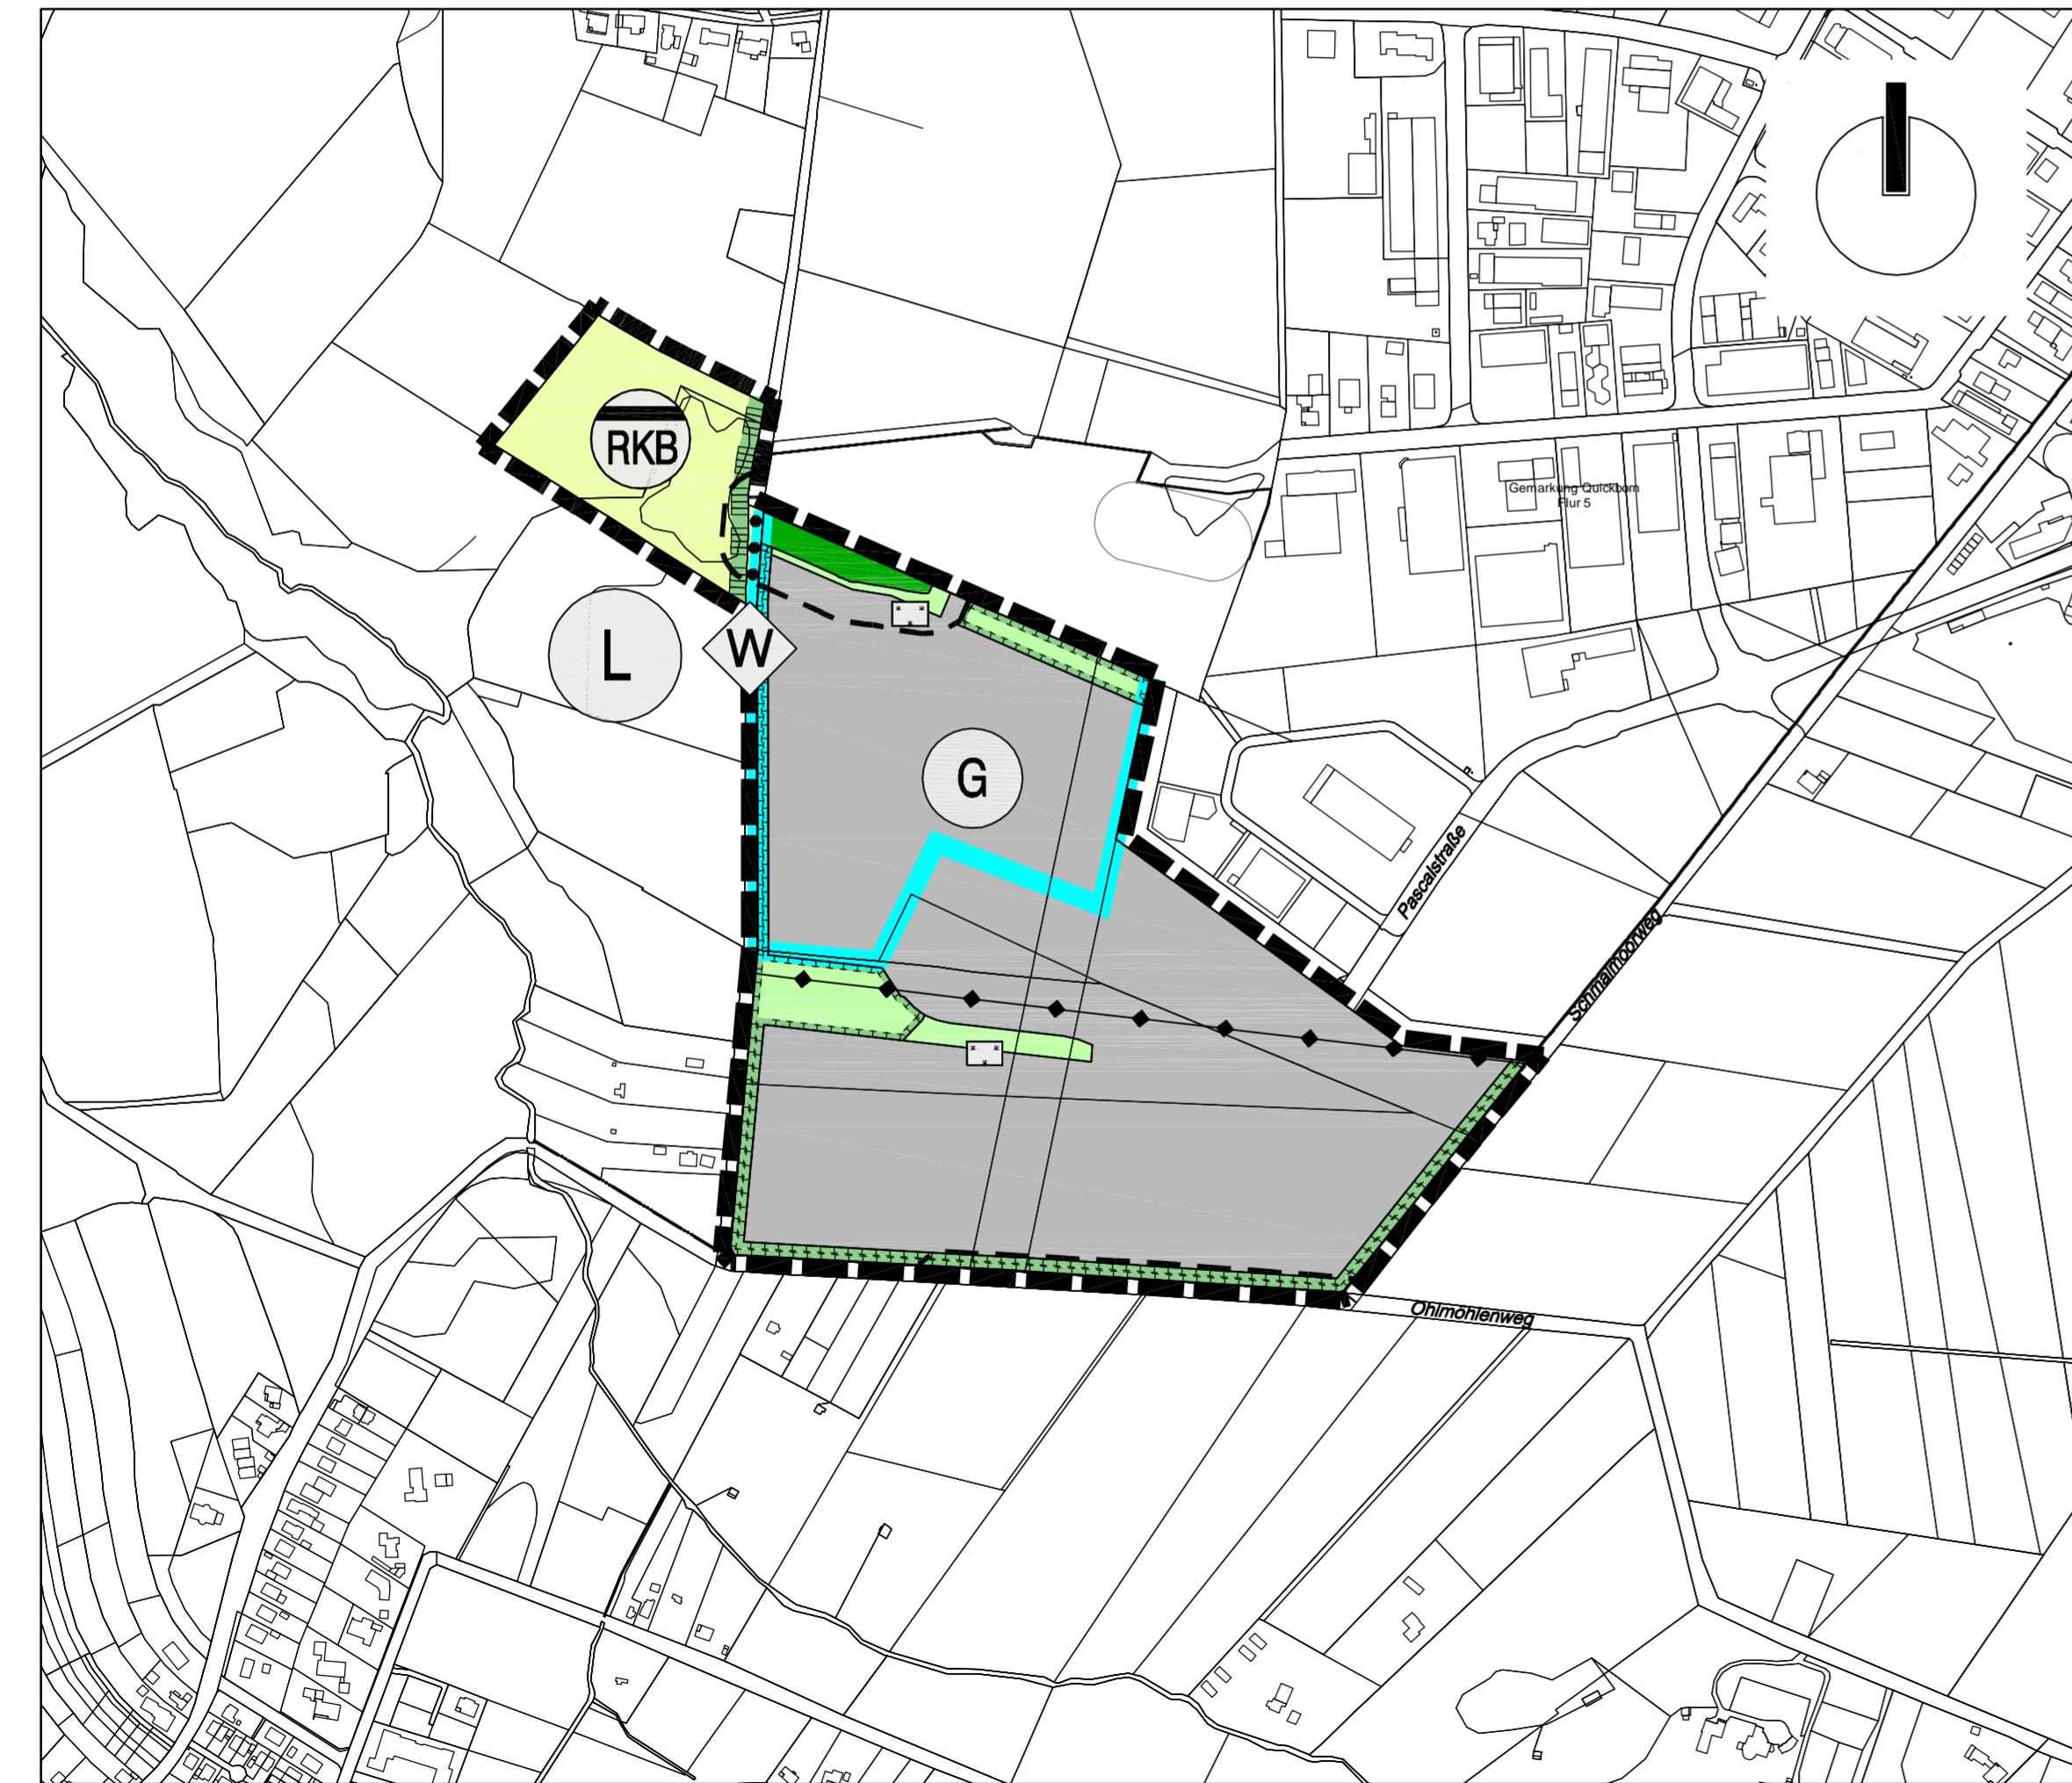 RKB
Gemarkung Quickborn
Flur 5
L
W
G
Pascalstraße
Schmalmoorweg
Ohlmöhlenweg